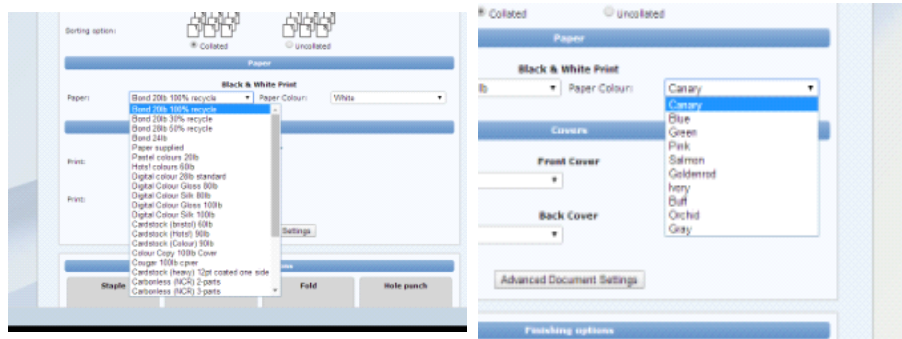 Sorting option:
Collated
Uncollated
Paper
Black & White Print
Paper:
Bond 20lb 100% recycle
Paper Colour:
White
Bond 20lb 100% recycle
Bond 20lb 30% recycle
Bond 28lb 50% recycle
Bond 24lb
Paper supplied
Pastel colours 20lb
Hots! colours 60lb
Digital colour 28lb standard
Digital Colour Gloss 80lb
Digital Colour Silk 80lb
Digital Colour Gloss 100lb
Digital Colour Silk 100lb
Cardstock (bristol) 60lb
Cardstock (Hots!) 90lb
Cardstock (Colour) 90lb
Colour Copy 100lb Cover
Cougar 100lb cover
Cardstock (heavy) 12pt coated one side
Carbonless (NCR) 2-parts
Carbonless (NCR) 3-parts
Print:
Print:
Settings
Staple
Fold
Hole punch
Collated
Uncollated
Paper
Black & White Print
lb
Paper Colour:
Canary
Canary
Blue
Green
Pink
Salmon
Goldenrod
Ivory
Buff
Orchid
Gray
Covers
Front Cover
Back Cover
Advanced Document Settings
Finishing options